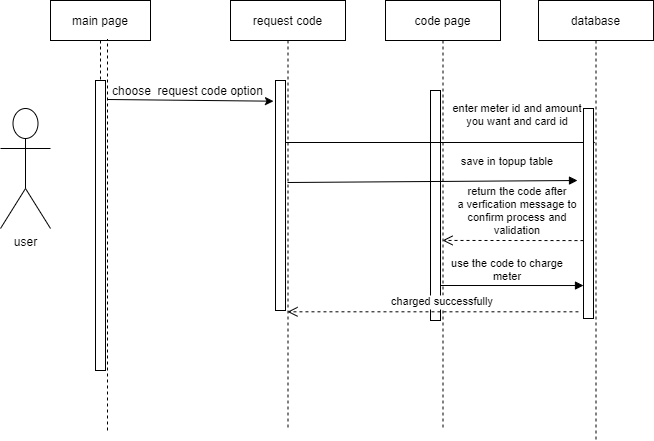 main page
request code
code page
database
choose request code option
enter meter id and amount
you want and card id
save in topup table
return the code after
a verfication message to
confirm process and
validation
user
use the code to charge
meter
charged successfully